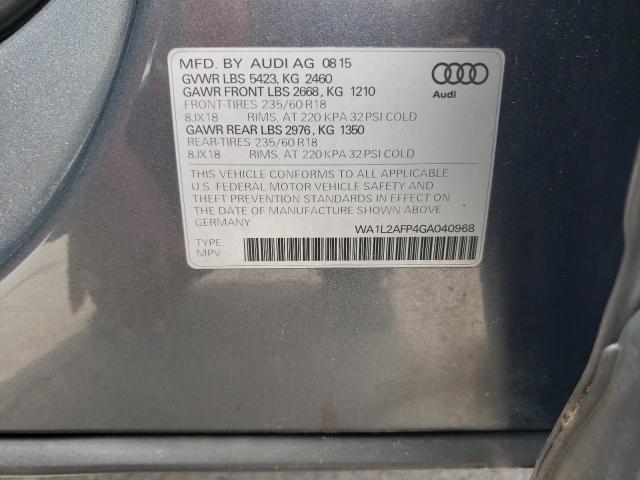 MFD. BY AUDI AG 08 15
GVWR LBS 5423, KG 2460
GAWR FRONT LBS 2668, KG 1210
FRONT-TIRES 235/60 R18
8JX18 RIMS, AT 220 KPA 32 PSI COLD
GAWR REAR LBS 2976, KG 1350
REAR-TIRES 235/60 R18
8JX18 RIMS, AT 220 KPA 32 PSI COLD
Audi
THIS VEHICLE CONFORMS TO ALL APPLICABLE
U.S. FEDERAL MOTOR VEHICLE SAFETY AND
THEFT PREVENTION STANDARDS IN EFFECT ON
THE DATE OF MANUFACTURE SHOWN ABOVE
GERMANY
WA1L2AFP4GA040968
TYPE:
MPV